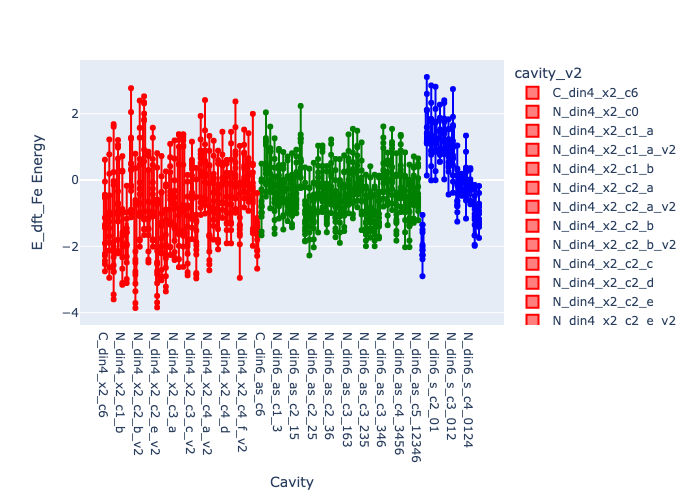 cavity_v2
C_din4_x2_c6
N_din4_x2_c0
N_din4_x2_c1_a
N_din4_x2_c1_a_v2
N_din4_x2_c1_b
N_din4_x2_c2_a
N_din4_x2_c2_a_v2
N_din4_x2_c2_b
N_din4_x2_c2_b_v2
N_din4_x2_c2_c
N_din4_x2_c2_d
N_din4_x2_c2_e
N_din4_x2_c2_e_v2
E_dft_Fe Energy
2
0
−2
−4
C_din4_x2_c6
N_din4_x2_c1_b
N_din4_x2_c2_b_v2
N_din4_x2_c2_e_v2
N_din4_x2_c3_a
N_din4_x2_c3_c_v2
N_din4_x2_c4_a_v2
N_din4_x2_c4_d
N_din4_x2_c4_f_v2
C_din6_as_c6
N_din6_as_c1_3
N_din6_as_c2_15
N_din6_as_c2_25
N_din6_as_c2_36
N_din6_as_c3_163
N_din6_as_c3_235
N_din6_as_c3_346
N_din6_as_c4_3456
N_din6_as_c5_12346
N_din6_s_c2_01
N_din6_s_c3_012
N_din6_s_c4_0124
Cavity